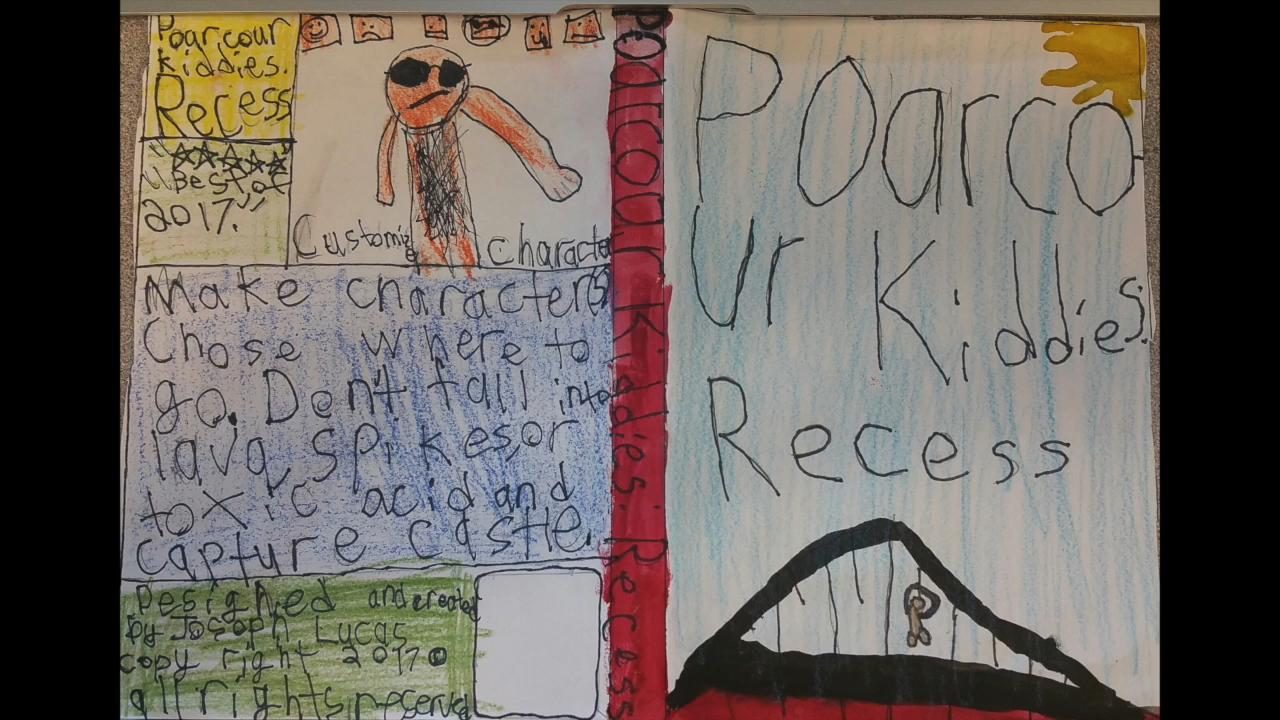 Poarcour
kiddies.
Recess
"☆☆☆☆☆
"Best of
2017."
Customize character
Make characters
Chose where to
go. Dent fall into
lava, spikes or
toxic acid and
capture castle.
Designed and created
by Joseph Lucas
copy right 2017©
all rights reserved
Poarcour Kiddies: Recess
Poarco
ur Kiddies:
Recess